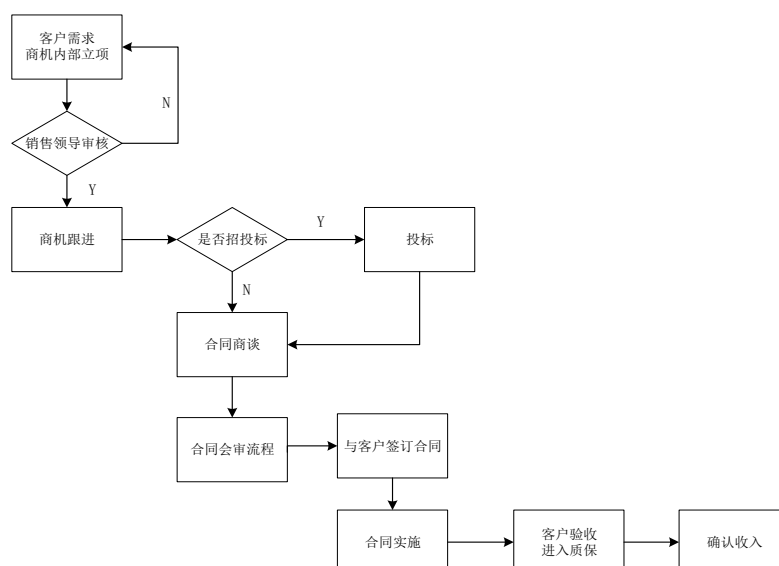 客户需求
商机内部立项
N
销售领导审核
Y
商机跟进
是否招投标
Y
投标
N
合同商谈
合同会审流程
与客户签订合同
合同实施
客户验收
进入质保
确认收入